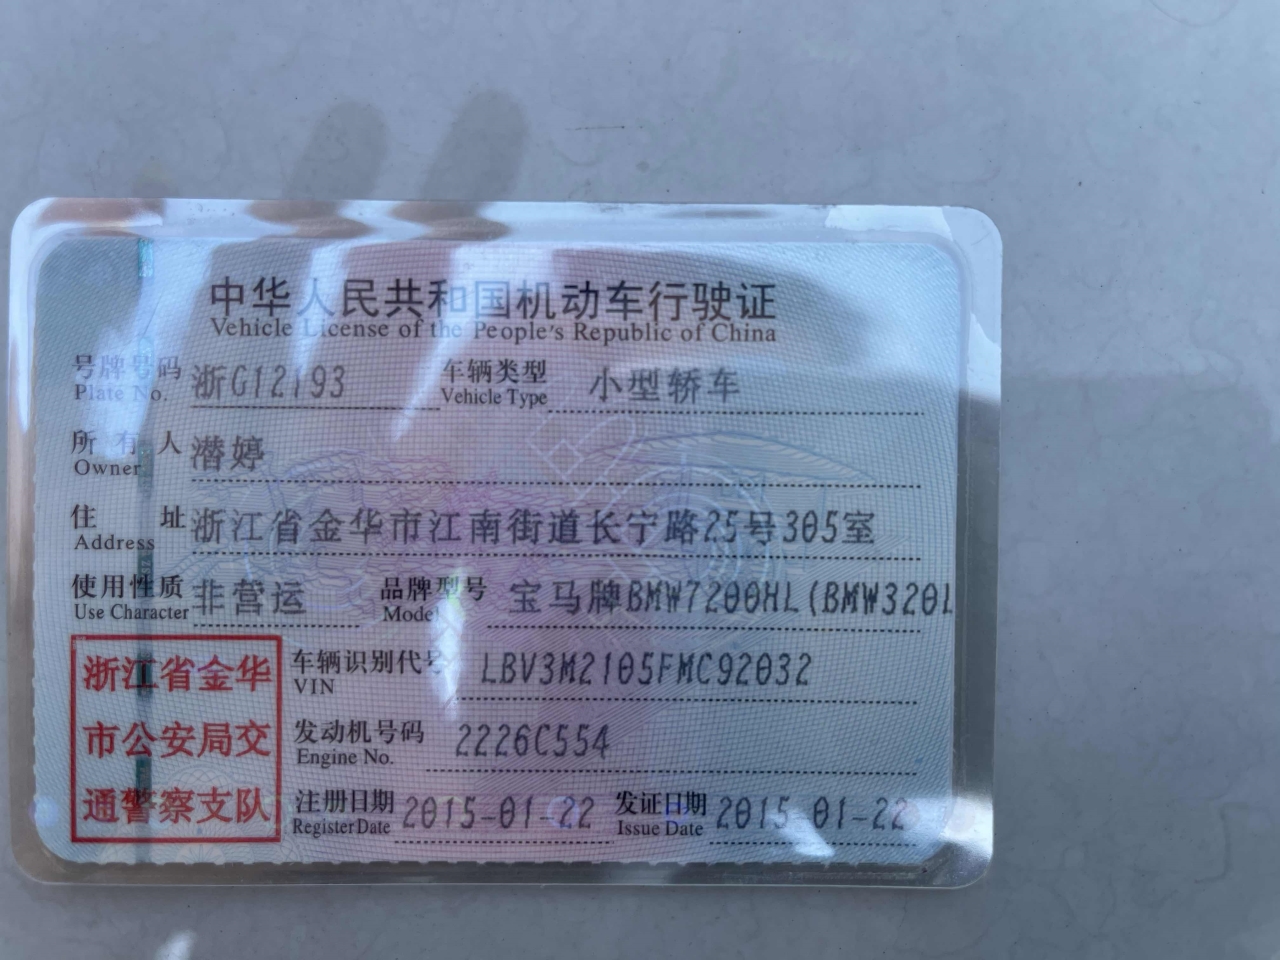 中华人民共和国机动车行驶证
Vehicle License of the People's Republic of China
号牌号码 浙G12193 车辆类型 小型轿车
Plate No. Vehicle Type
所有人 潜婷
Owner
住址 浙江省金华市江南街道长宁路25号305室
Address
使用性质 非营运 品牌型号 宝马牌BMW7200HL(BMW320L
Use Character Model
浙江省金华
市公安局交
通警察支队
车辆识别代号 LBV3M2105FMC92032
VIN
发动机号码 2226C554
Engine No.
注册日期 2015-01-22 发证日期 2015-01-22
Register Date Issue Date